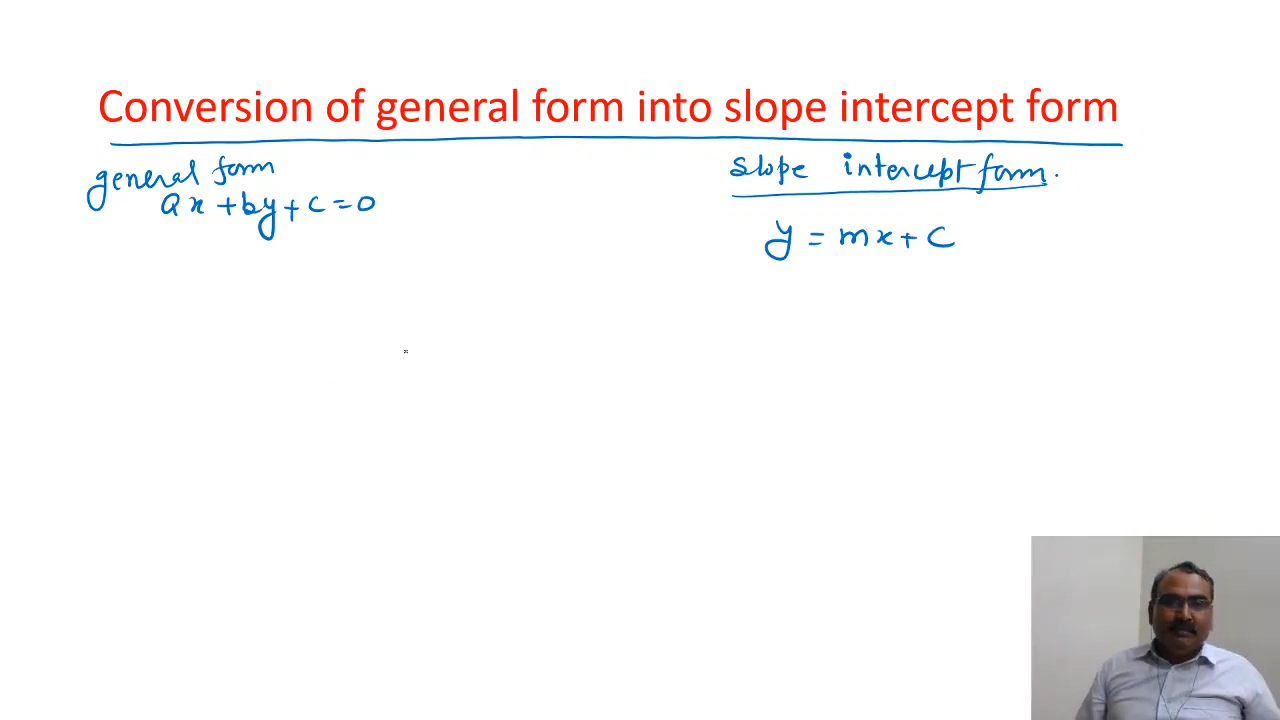 Conversion of general form into slope intercept form
general form
ax + by + c = 0
slope intercept form.
y = mx + c